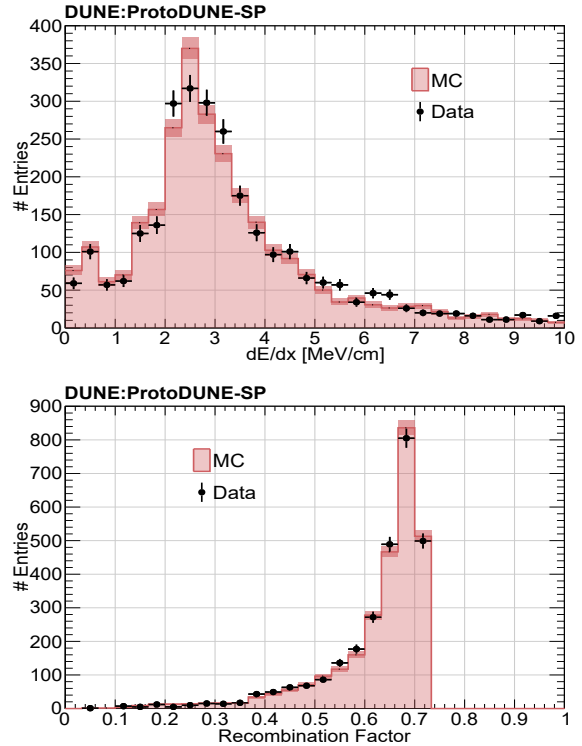 DUNE:ProtoDUNE-SP
400
350
300
250
200
150
100
50
0
# Entries
MC
Data
0 1 2 3 4 5 6 7 8 9 10
dE/dx [MeV/cm]
DUNE:ProtoDUNE-SP
900
800
700
600
500
400
300
200
100
0
# Entries
MC
Data
0 0.1 0.2 0.3 0.4 0.5 0.6 0.7 0.8 0.9 1
Recombination Factor